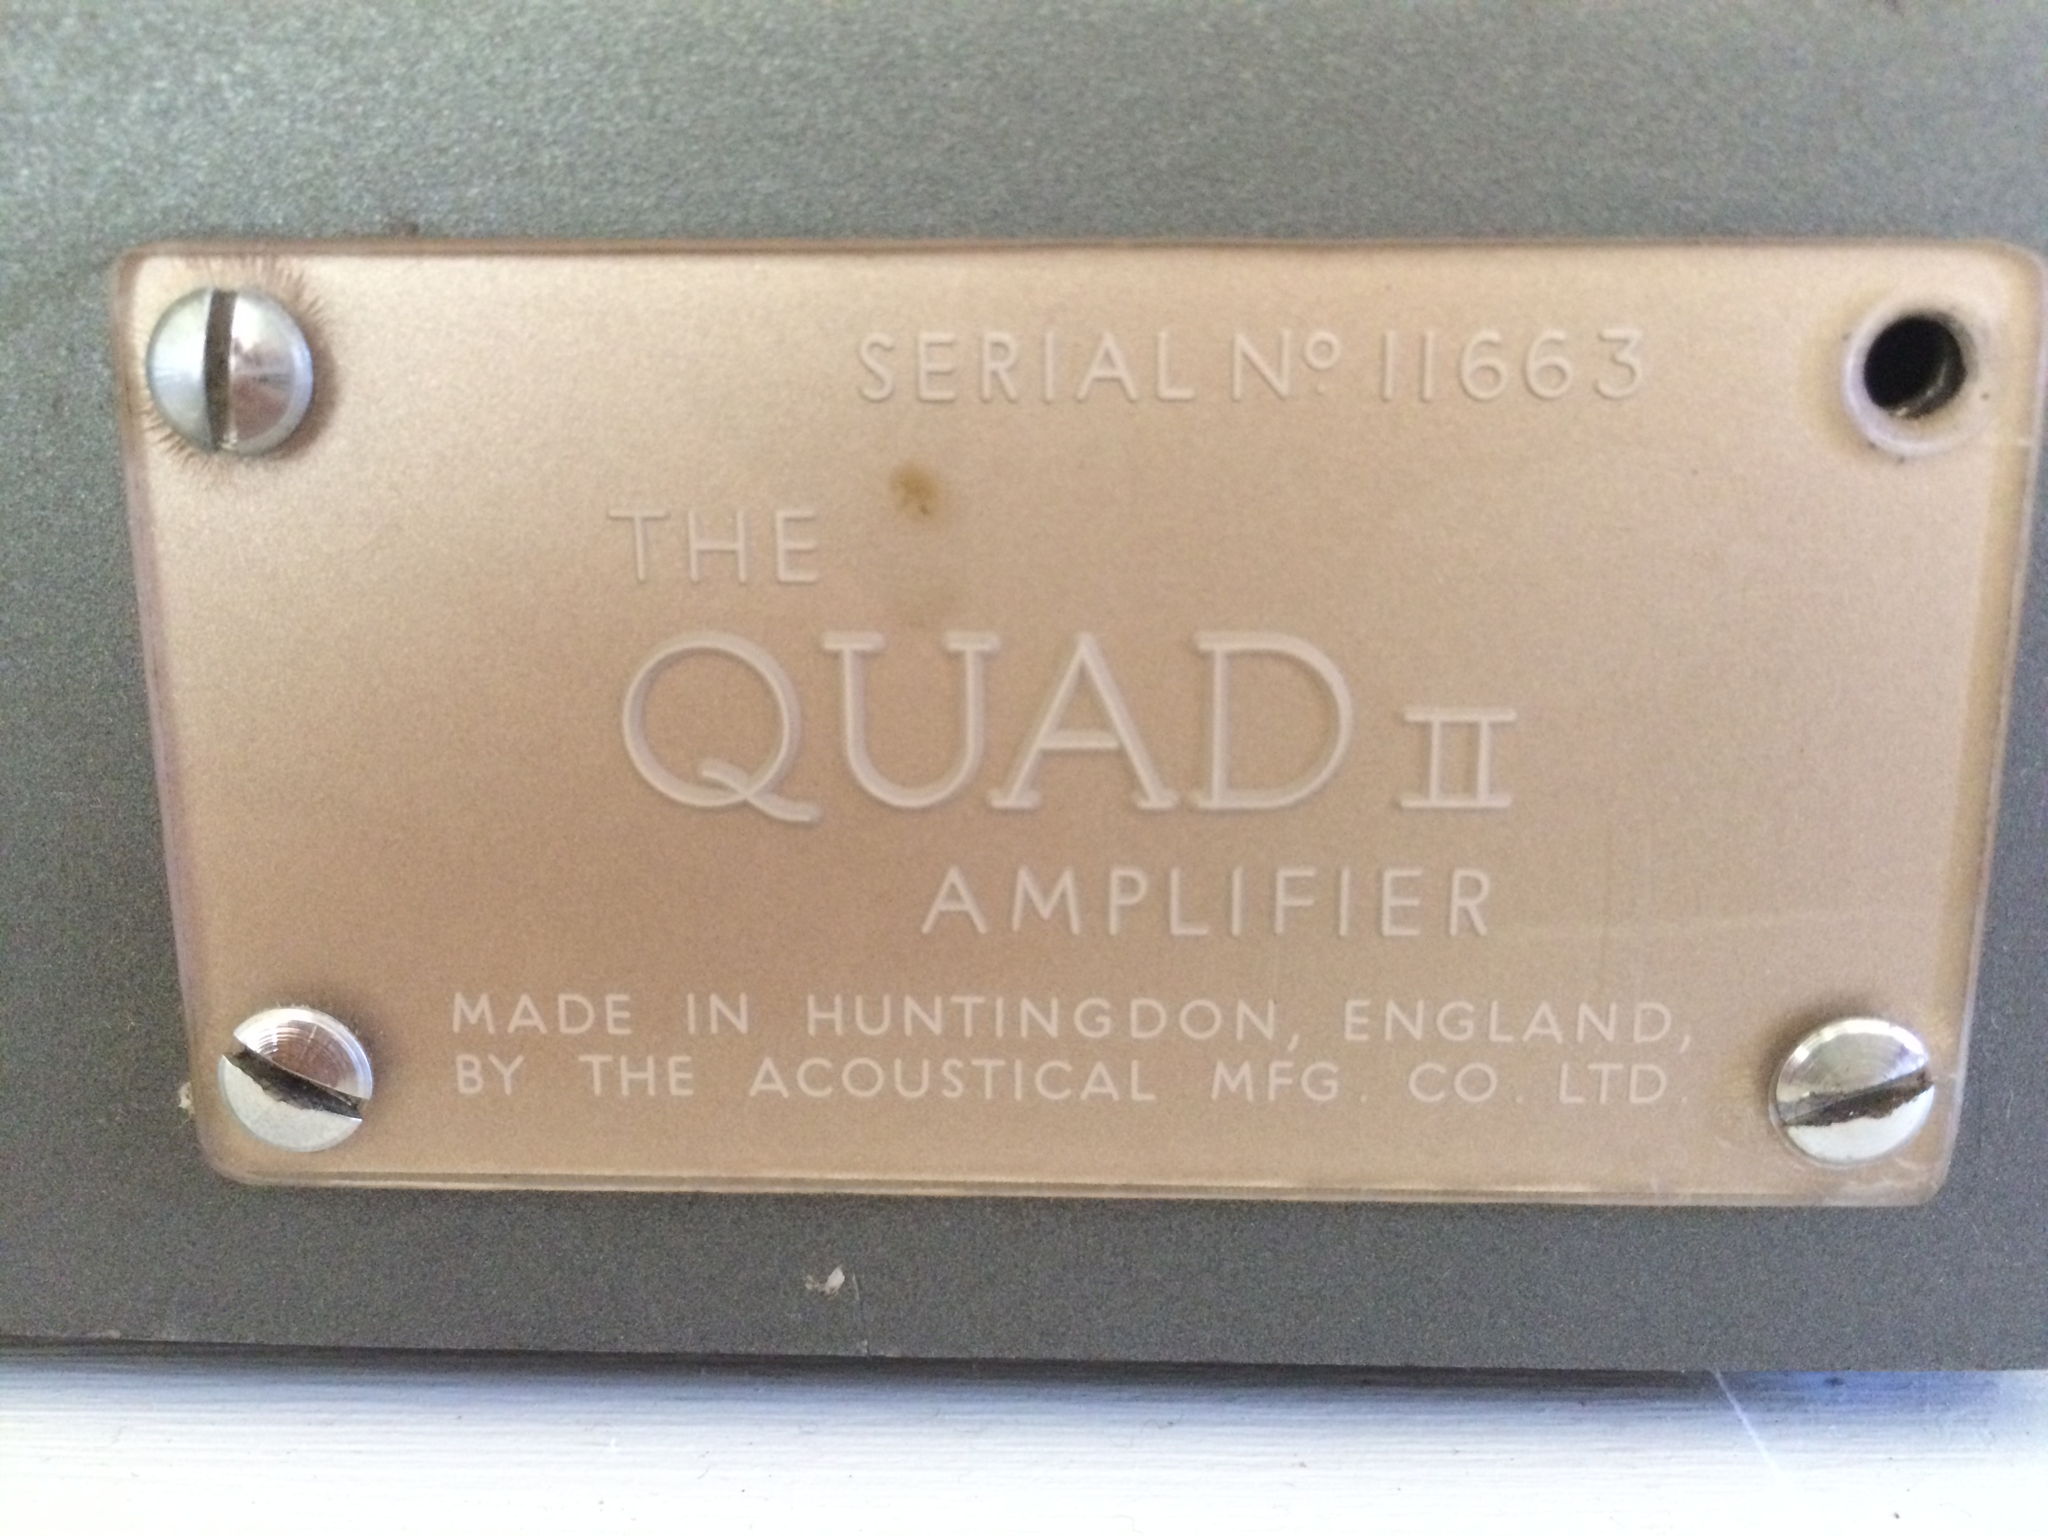 SERIAL Nº 11663
THE
QUAD II
AMPLIFIER
MADE IN HUNTINGDON, ENGLAND,
BY THE ACOUSTICAL MFG. CO. LTD.